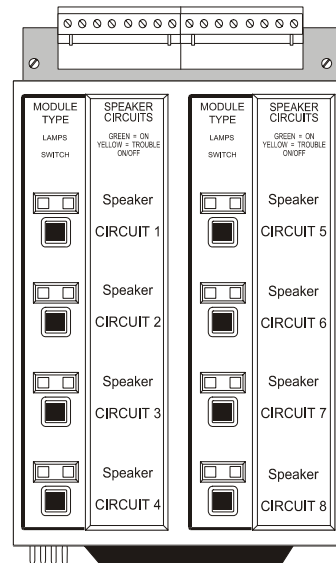 MODULE
TYPE
LAMPS
SWITCH
SPEAKER
CIRCUITS
GREEN = ON
YELLOW = TROUBLE
ON/OFF
Speaker
CIRCUIT 1
Speaker
CIRCUIT 2
Speaker
CIRCUIT 3
Speaker
CIRCUIT 4
MODULE
TYPE
LAMPS
SWITCH
SPEAKER
CIRCUITS
GREEN = ON
YELLOW = TROUBLE
ON/OFF
Speaker
CIRCUIT 5
Speaker
CIRCUIT 6
Speaker
CIRCUIT 7
Speaker
CIRCUIT 8